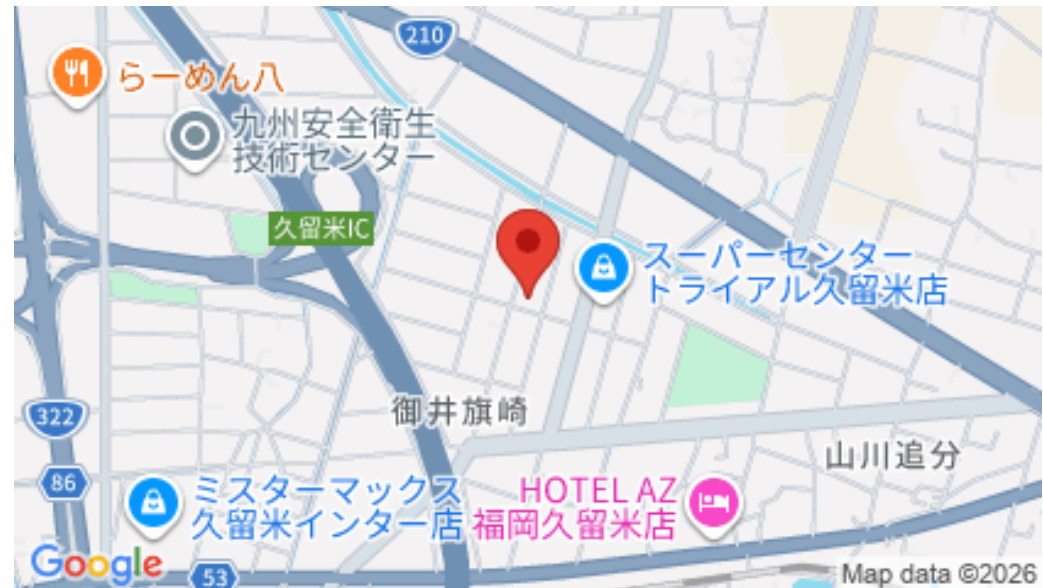 210
らーめん八
九州安全衛生
技術センター
久留米IC
スーパーセンター
トライアル久留米店
御井旗崎
322
山川追分
86
ミスターマックス
久留米インター店
HOTEL AZ
福岡久留米店
Google
53
Map data ©2026